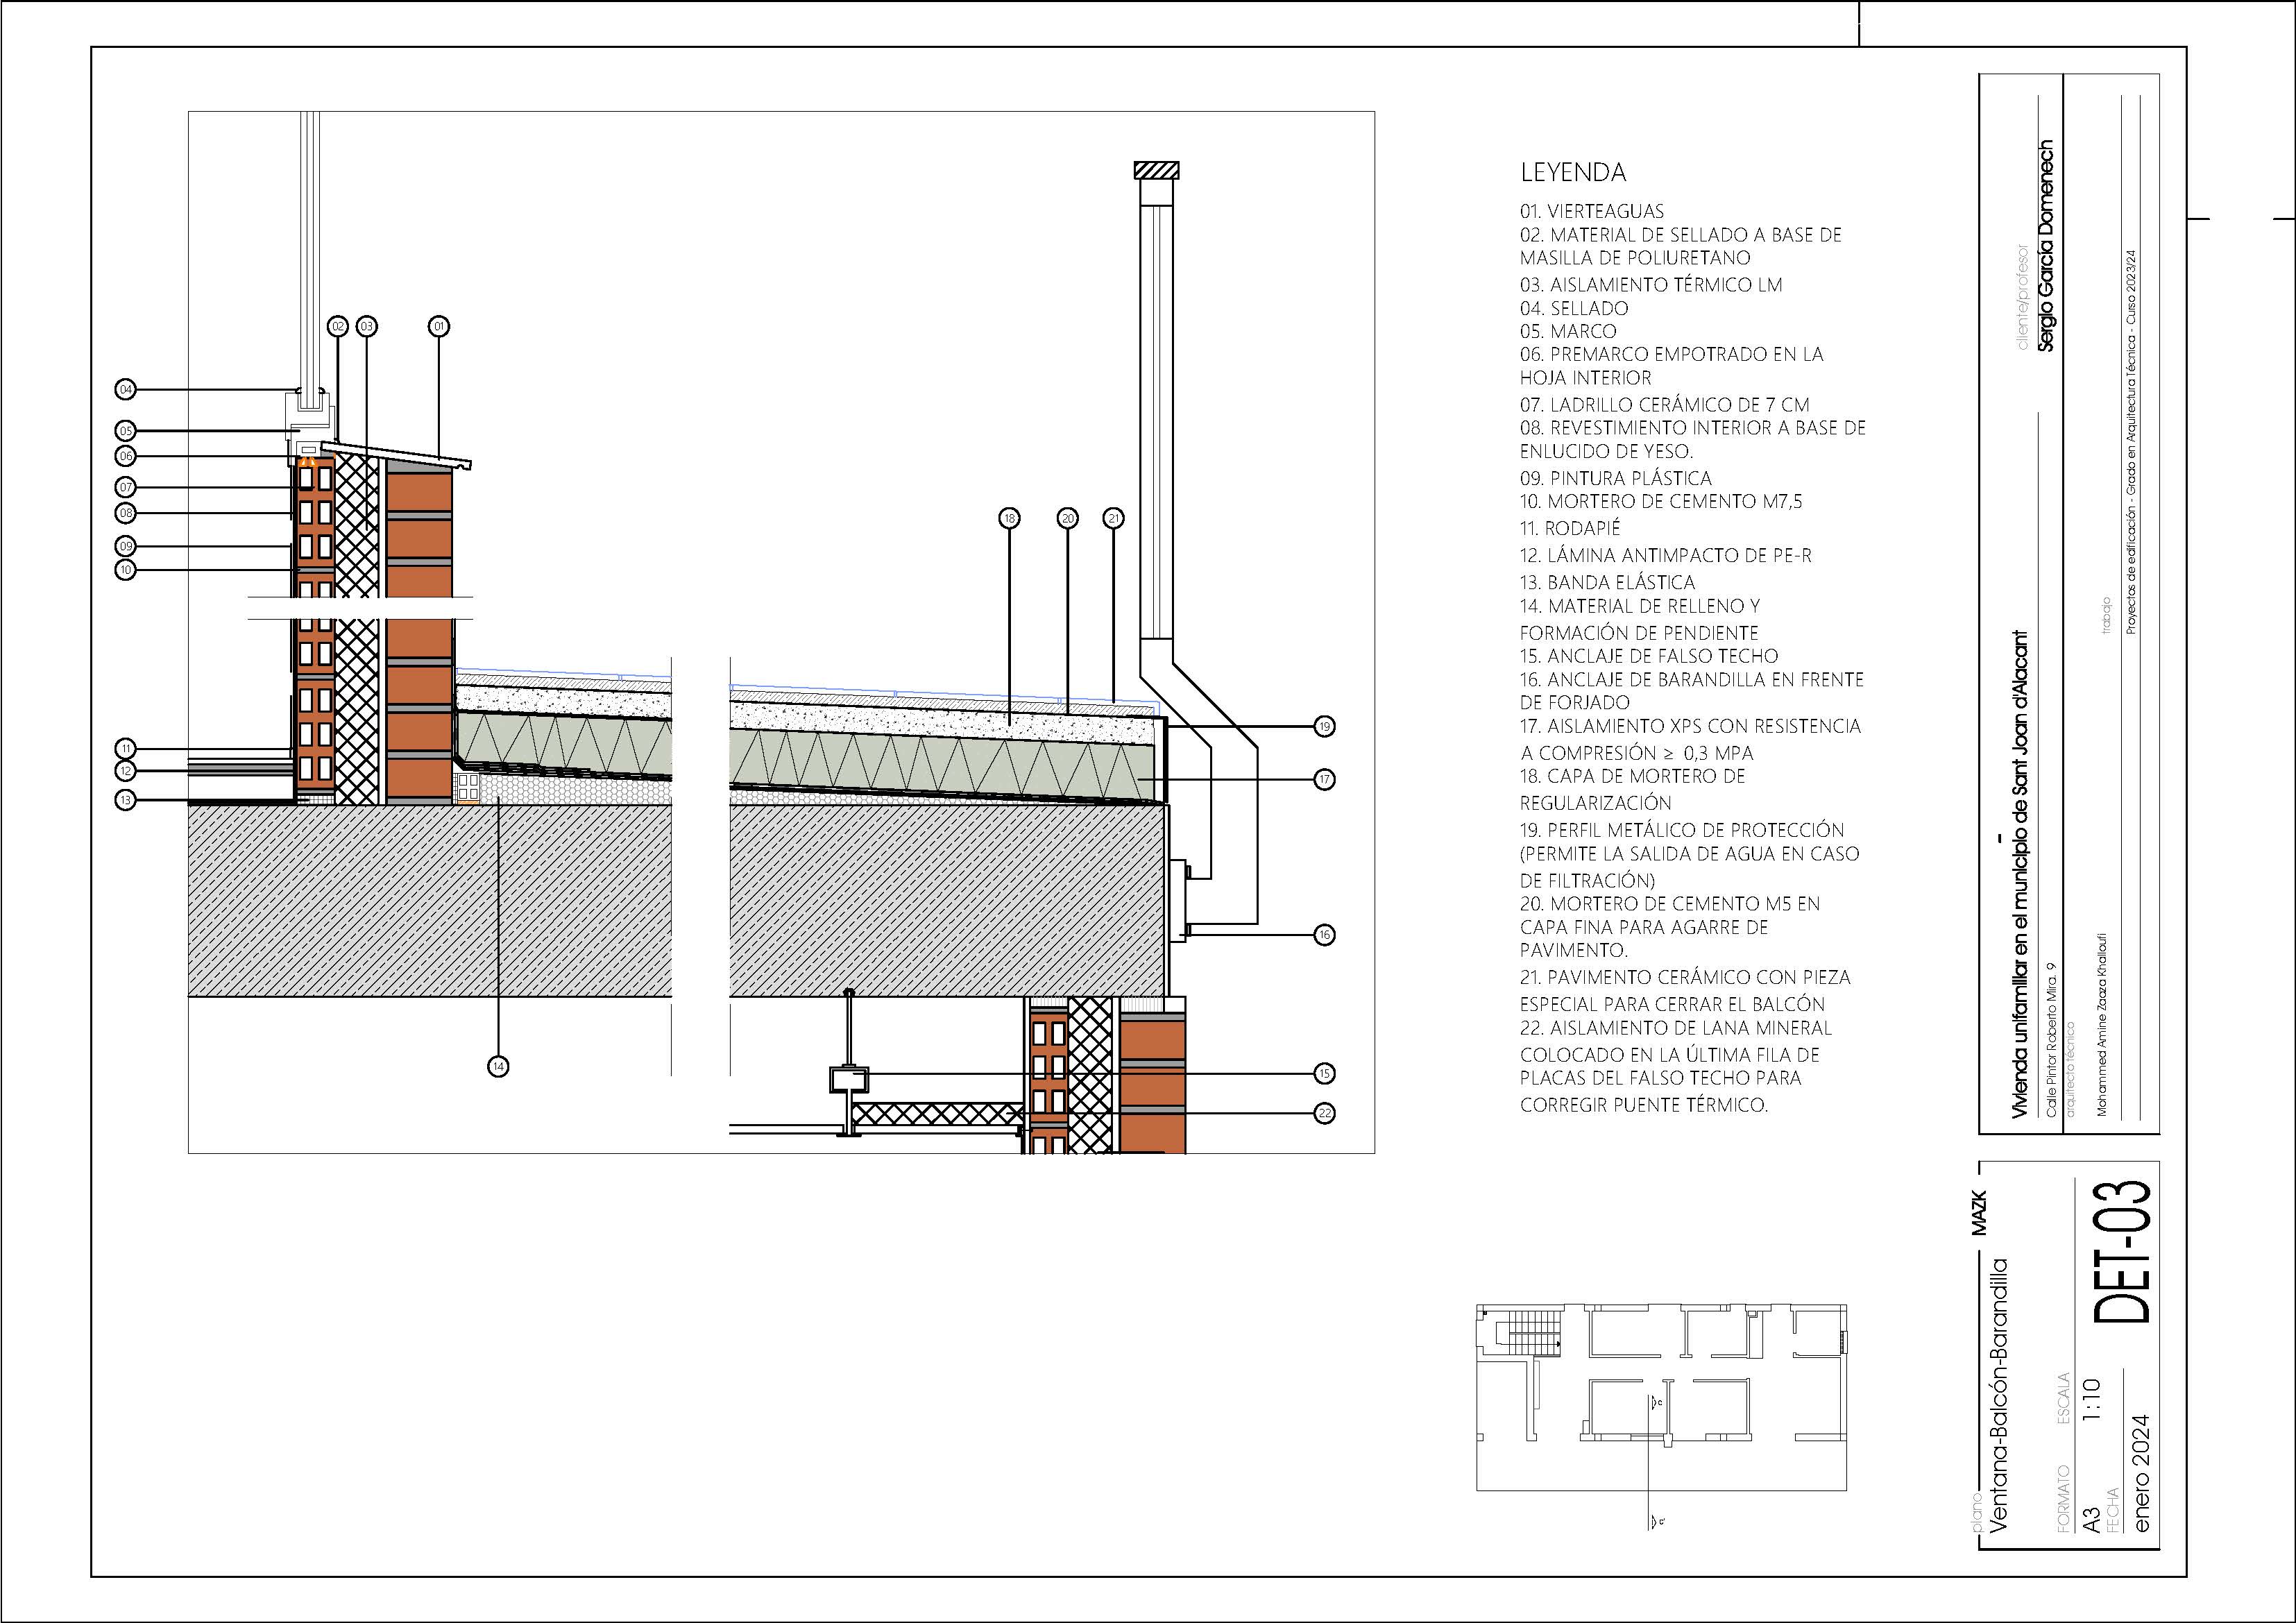 02
03
01
04
05
06
07
08
09
10
18
20
21
11
12
13
19
17
16
14
15
22
LEYENDA
01. VIERTEAGUAS
02. MATERIAL DE SELLADO A BASE DE
MASILLA DE POLIURETANO
03. AISLAMIENTO TÉRMICO LM
04. SELLADO
05. MARCO
06. PREMARCO EMPOTRADO EN LA
HOJA INTERIOR
07. LADRILLO CERÁMICO DE 7 CM
08. REVESTIMIENTO INTERIOR A BASE DE
ENLUCIDO DE YESO.
09. PINTURA PLÁSTICA
10. MORTERO DE CEMENTO M7,5
11. RODAPIÉ
12. LÁMINA ANTIMPACTO DE PE-R
13. BANDA ELÁSTICA
14. MATERIAL DE RELLENO Y
FORMACIÓN DE PENDIENTE
15. ANCLAJE DE FALSO TECHO
16. ANCLAJE DE BARANDILLA EN FRENTE
DE FORJADO
17. AISLAMIENTO XPS CON RESISTENCIA
A COMPRESIÓN ≥ 0,3 MPA
18. CAPA DE MORTERO DE
REGULARIZACIÓN
19. PERFIL METÁLICO DE PROTECCIÓN
(PERMITE LA SALIDA DE AGUA EN CASO
DE FILTRACIÓN)
20. MORTERO DE CEMENTO M5 EN
CAPA FINA PARA AGARRE DE
PAVIMENTO.
21. PAVIMENTO CERÁMICO CON PIEZA
ESPECIAL PARA CERRAR EL BALCÓN
22. AISLAMIENTO DE LANA MINERAL
COLOCADO EN LA ÚLTIMA FILA DE
PLACAS DEL FALSO TECHO PARA
CORREGIR PUENTE TÉRMICO.
C
C'
-
Vivienda unifamiliar en el municipio de Sant Joan d'Alacant
cliente/profesor
Sergio García Domenech
Calle Pintor Roberto Mira. 9
arquitecto técnico
Mohammed Amine Zaaza Khalloufi
trabajo
Proyectos de edificación - Grado en Arquitectura Técnica - Curso 2023/24
MAZK
plano
Ventana-Balcón-Barandilla
FORMATO
ESCALA
A3
1:10
FECHA
enero 2024
DET-03